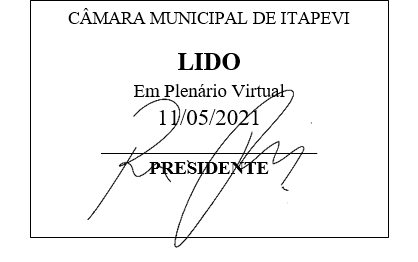 CÂMARA MUNICIPAL DE ITAPEVI
LIDO
Em Plenário Virtual
11/05/2021
PRESIDENTE